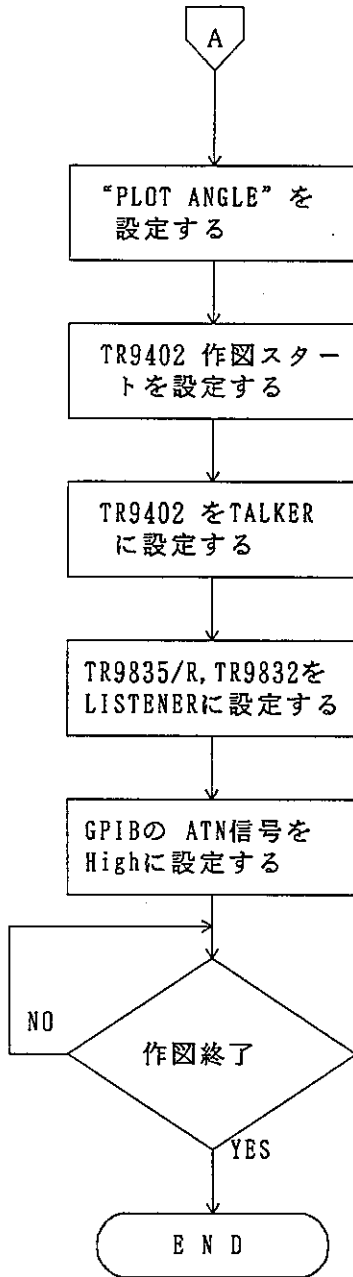 A
“PLOT ANGLE” を
設定する
TR9402 作図スター
トを設定する
TR9402 をTALKER
に設定する
TR9835/R, TR9832を
LISTENERに設定する
GPIBの ATN信号を
Highに設定する
NO
作図終了
YES
E N D